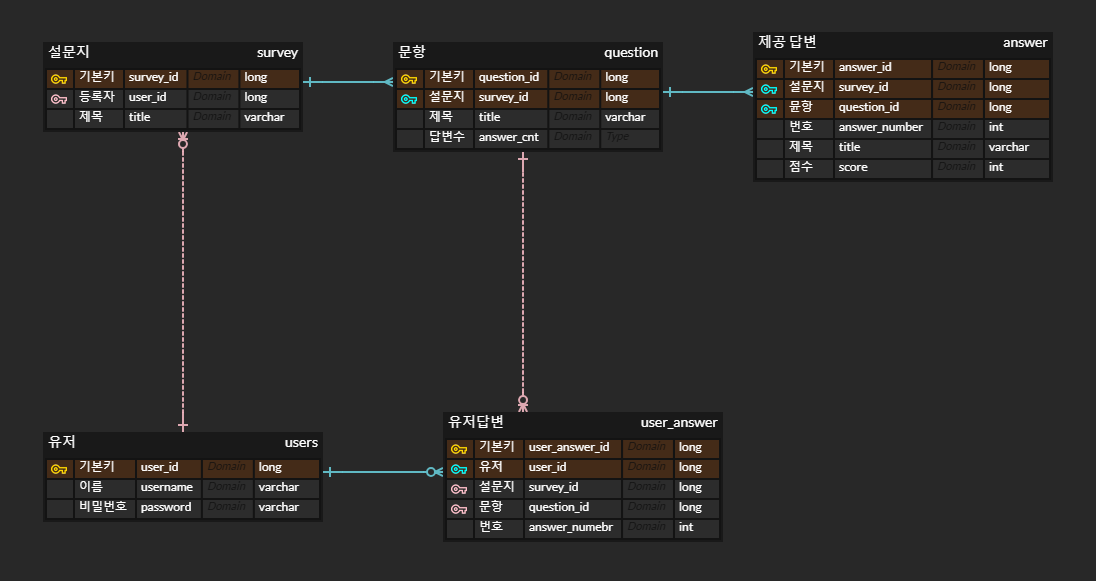 설문지 survey
기본키 survey_id Domain long
등록자 user_id Domain long
제목 title Domain varchar
문항 question
기본키 question_id Domain long
설문지 survey_id Domain long
제목 title Domain varchar
답변수 answer_cnt Domain Type
제공 답변 answer
기본키 answer_id Domain long
설문지 survey_id Domain long
문항 question_id Domain long
번호 answer_number Domain int
제목 title Domain varchar
점수 score Domain int
유저 users
기본키 user_id Domain long
이름 username Domain varchar
비밀번호 password Domain varchar
유저답변 user_answer
기본키 user_answer_id Domain long
유저 user_id Domain long
설문지 survey_id Domain long
문항 question_id Domain long
번호 answer_numebr Domain int